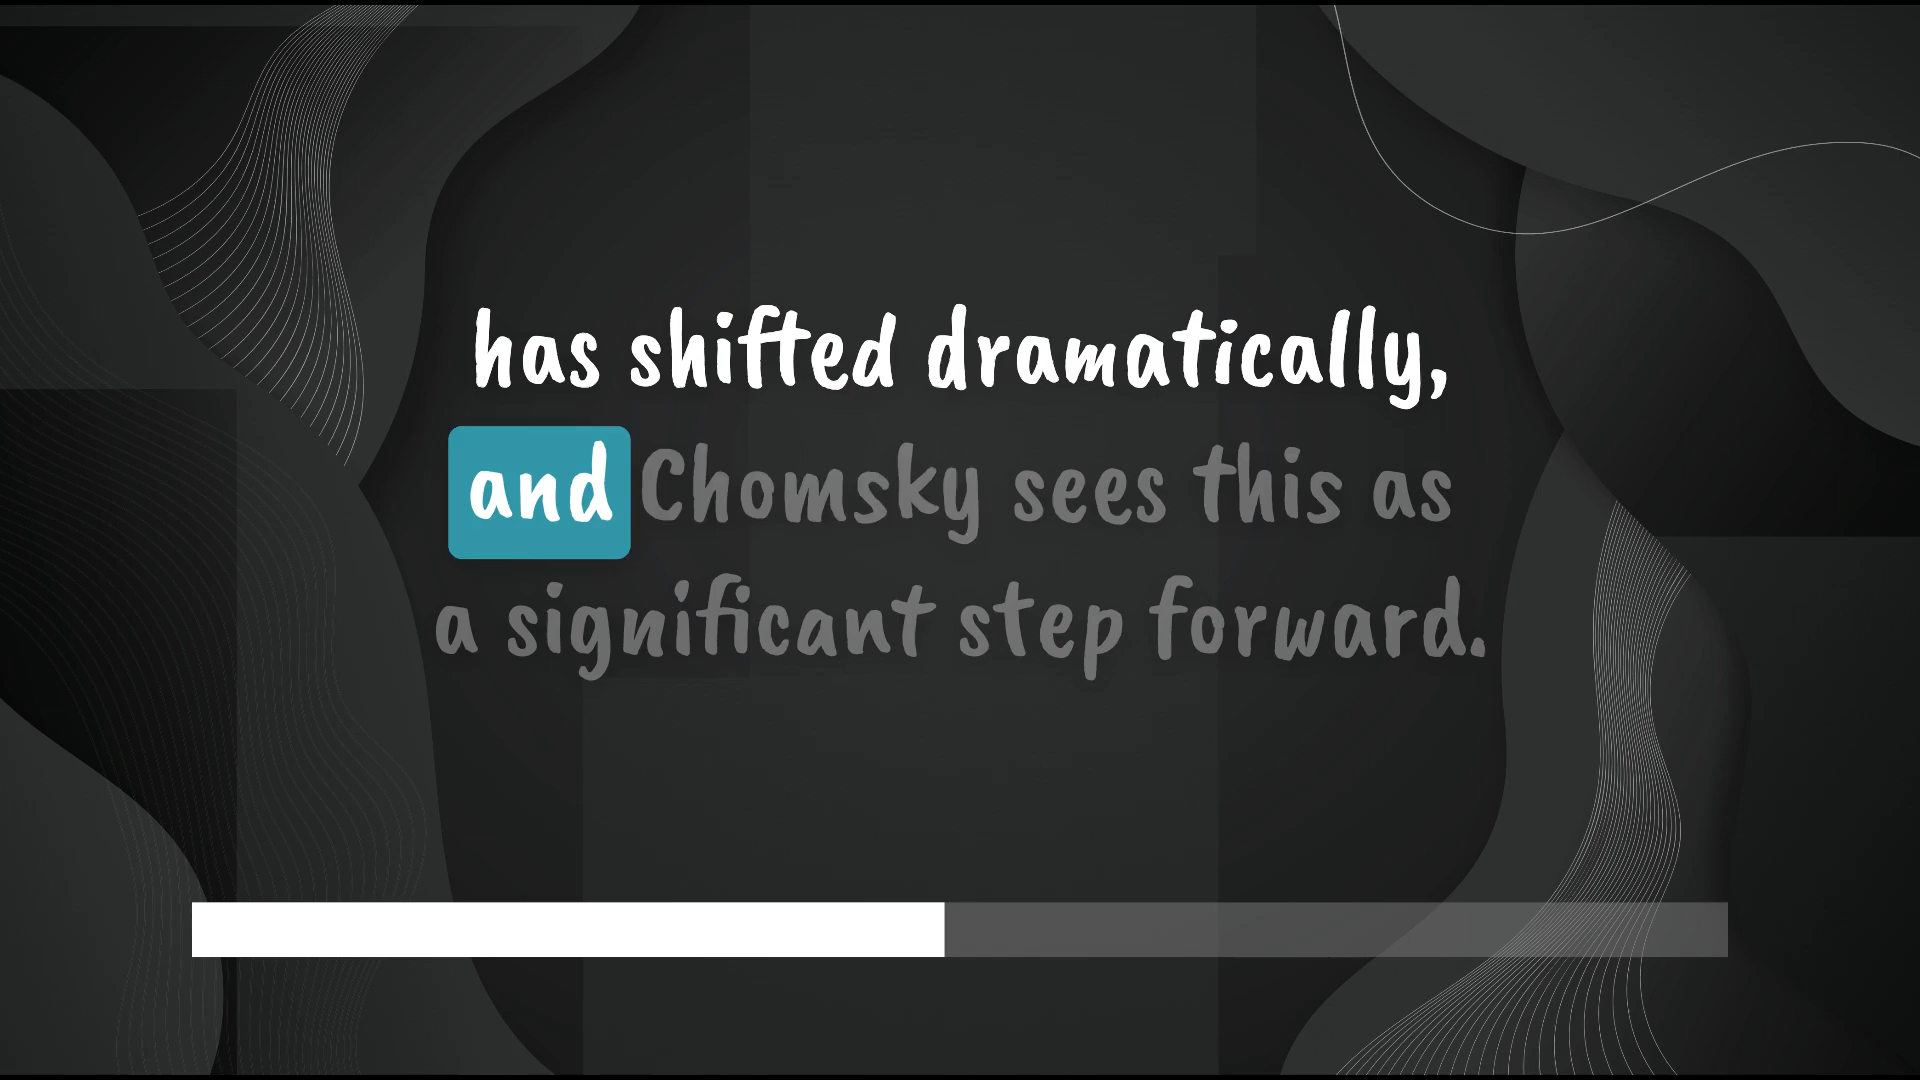 has shifted dramatically,
and Chomsky sees this as
a significant step forward.